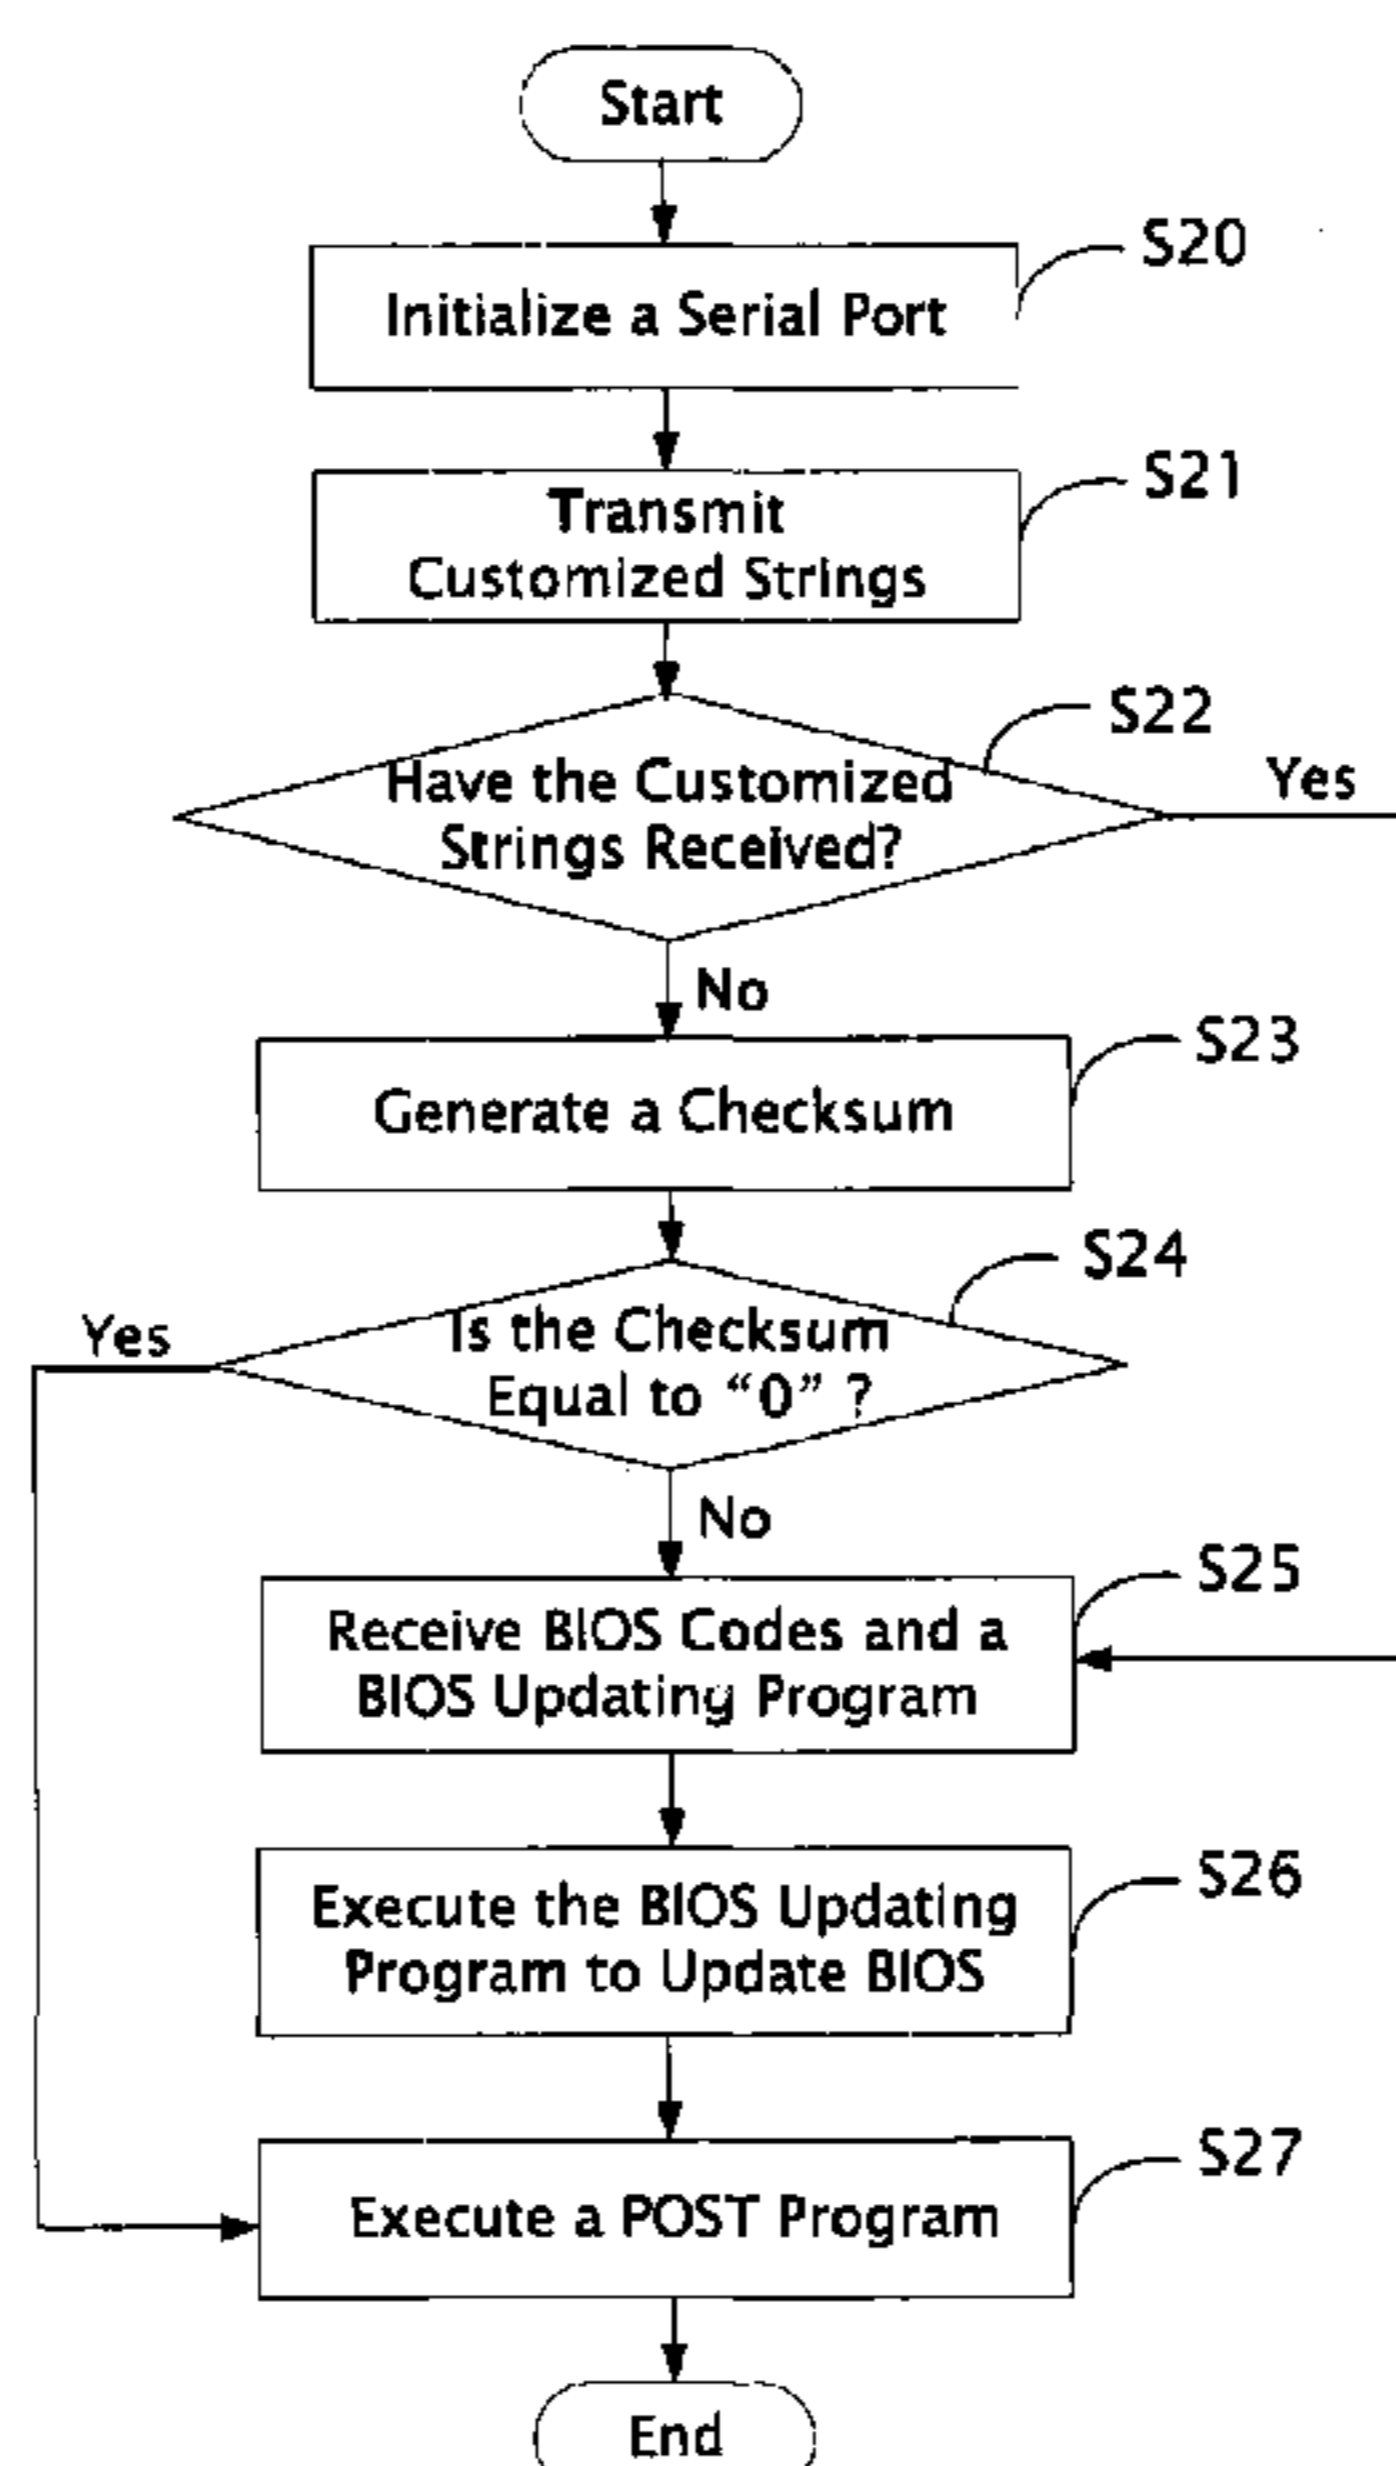 Start
S20
Initialize a Serial Port
S21
Transmit
Customized Strings
S22
Have the Customized
Strings Received?
Yes
No
S23
Generate a Checksum
S24
Is the Checksum
Equal to “0” ?
Yes
No
S25
Receive BIOS Codes and a
BIOS Updating Program
S26
Execute the BIOS Updating
Program to Update BIOS
S27
Execute a POST Program
End